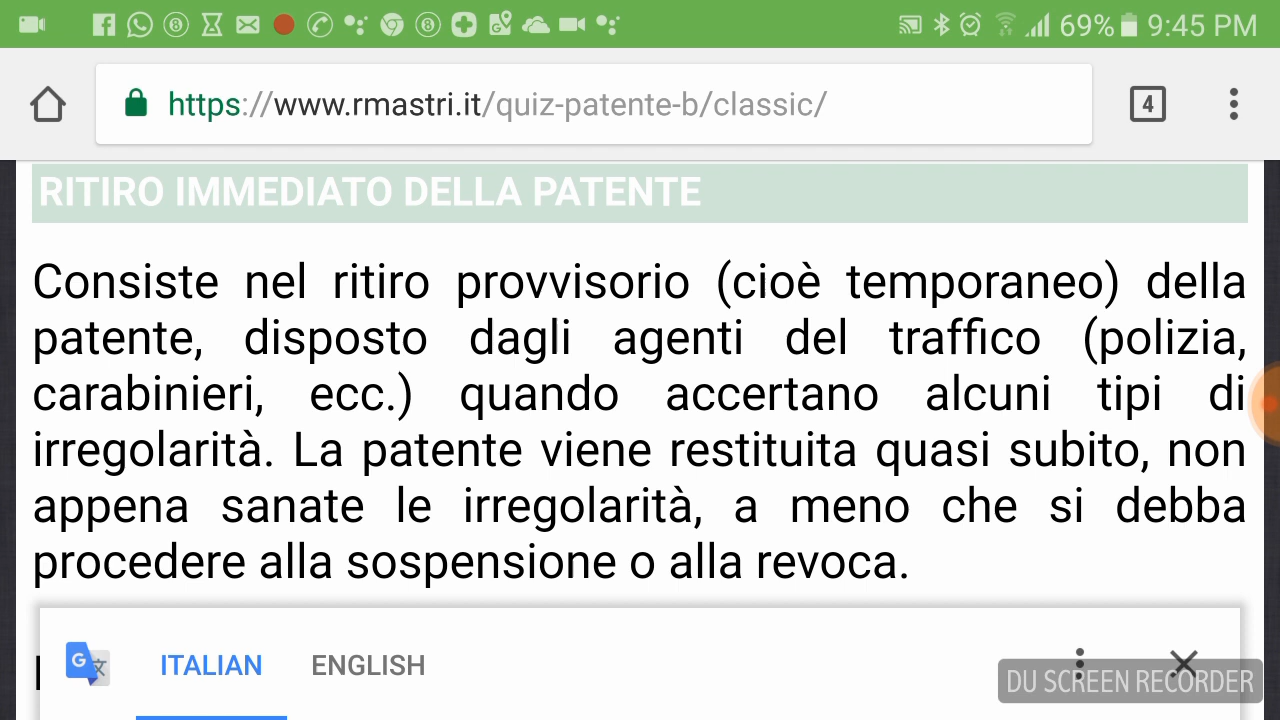 69% 9:45 PM
https://www.rmastri.it/quiz-patente-b/classic/
4
RITIRO IMMEDIATO DELLA PATENTE
Consiste nel ritiro provvisorio (cioè temporaneo) della
patente, disposto dagli agenti del traffico (polizia,
carabinieri, ecc.) quando accertano alcuni tipi di
irregolarità. La patente viene restituita quasi subito, non
appena sanate le irregolarità, a meno che si debba
procedere alla sospensione o alla revoca.
ITALIAN ENGLISH
DU SCREEN RECORDER